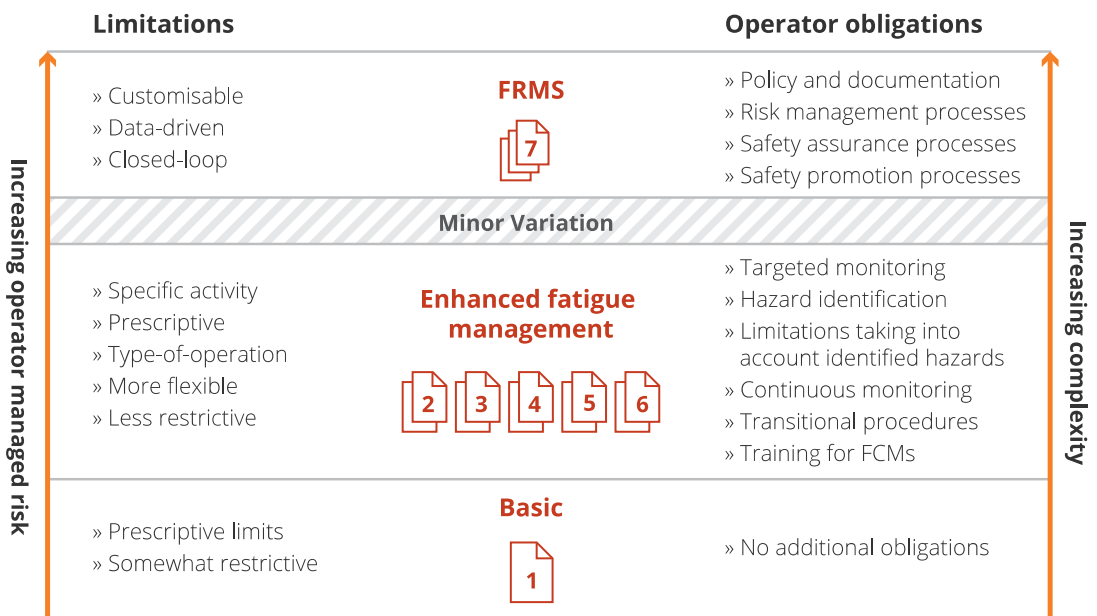 Limitations
Operator obligations
Increasing operator managed risk
» Customisable
» Data-driven
» Closed-loop
FRMS
7
» Policy and documentation
» Risk management processes
» Safety assurance processes
» Safety promotion processes
Minor Variation
» Specific activity
» Prescriptive
» Type-of-operation
» More flexible
» Less restrictive
Enhanced fatigue
management
2 3 4 5 6
» Targeted monitoring
» Hazard identification
» Limitations taking into
account identified hazards
» Continuous monitoring
» Transitional procedures
» Training for FCMs
» Prescriptive limits
» Somewhat restrictive
Basic
1
» No additional obligations
Increasing complexity